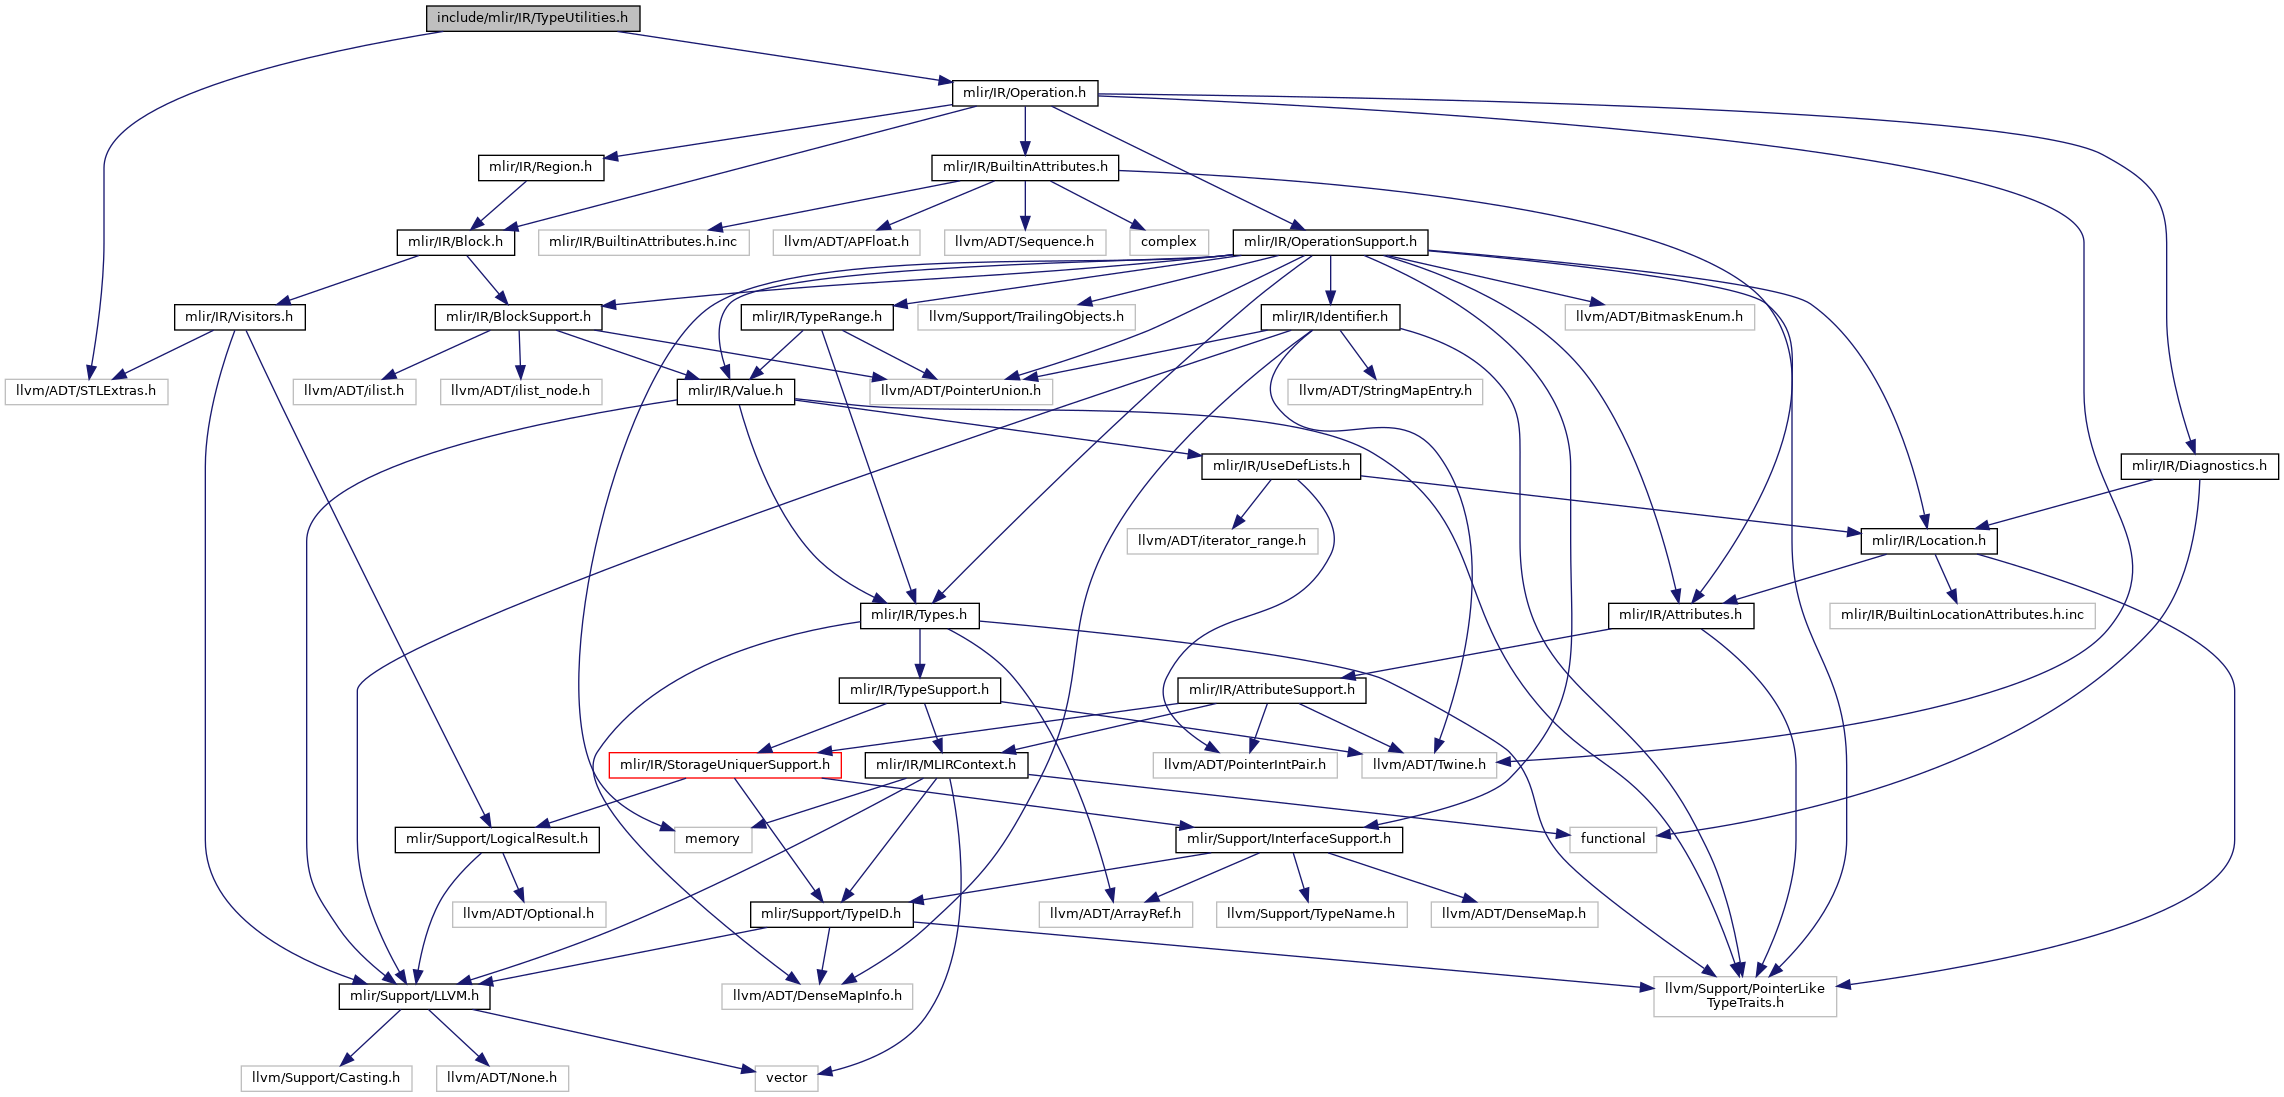 include/mlir/IR/TypeUtilities.h
mlir/IR/Operation.h
mlir/IR/Region.h
mlir/IR/BuiltinAttributes.h
mlir/IR/Block.h
mlir/IR/BuiltinAttributes.h.inc
llvm/ADT/APFloat.h
llvm/ADT/Sequence.h
complex
mlir/IR/OperationSupport.h
mlir/IR/Visitors.h
mlir/IR/BlockSupport.h
mlir/IR/TypeRange.h
llvm/Support/TrailingObjects.h
mlir/IR/Identifier.h
llvm/ADT/BitmaskEnum.h
llvm/ADT/STLExtras.h
llvm/ADT/ilist.h
llvm/ADT/ilist_node.h
mlir/IR/Value.h
llvm/ADT/PointerUnion.h
llvm/ADT/StringMapEntry.h
mlir/IR/UseDefLists.h
mlir/IR/Diagnostics.h
llvm/ADT/iterator_range.h
mlir/IR/Location.h
mlir/IR/Types.h
mlir/IR/Attributes.h
mlir/IR/BuiltinLocationAttributes.h.inc
mlir/IR/TypeSupport.h
mlir/IR/AttributeSupport.h
mlir/IR/StorageUniquerSupport.h
mlir/IR/MLIRContext.h
llvm/ADT/PointerIntPair.h
llvm/ADT/Twine.h
mlir/Support/LogicalResult.h
memory
mlir/Support/InterfaceSupport.h
functional
llvm/ADT/Optional.h
mlir/Support/TypeID.h
llvm/ADT/ArrayRef.h
llvm/Support/TypeName.h
llvm/ADT/DenseMap.h
mlir/Support/LLVM.h
llvm/ADT/DenseMapInfo.h
llvm/Support/PointerLike
TypeTraits.h
llvm/Support/Casting.h
llvm/ADT/None.h
vector